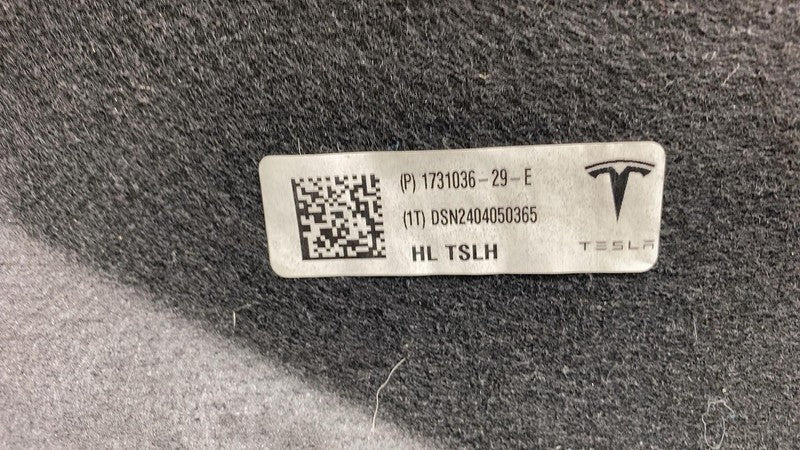 (P) 1731036-29-E
(1T) DSN2404050365
HL TSLH
TESLA